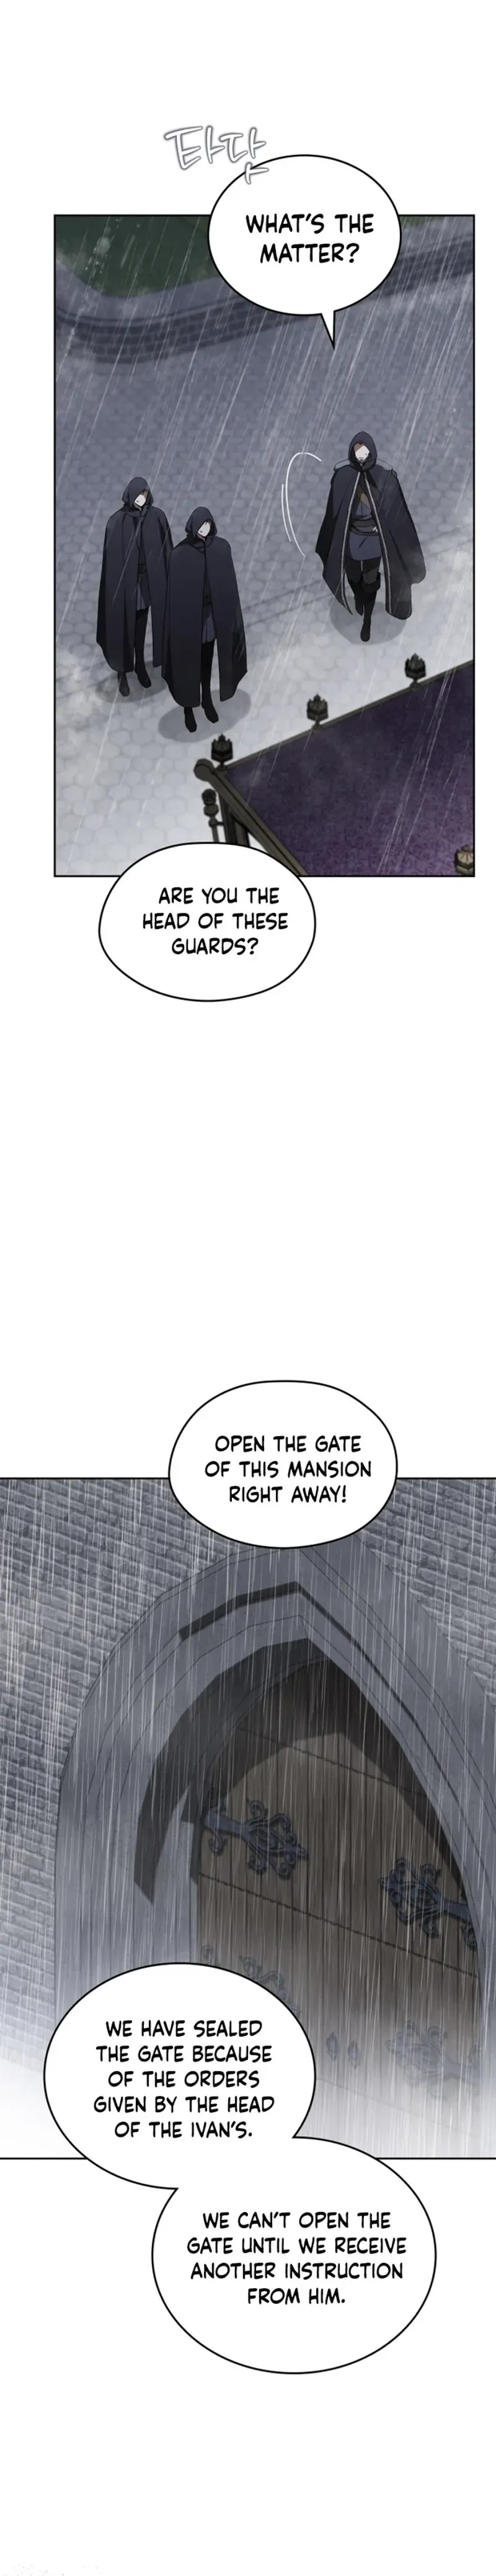 타닷
WHAT'S THE
MATTER?
ARE YOU THE
HEAD OF THESE
GUARDS?
OPEN THE GATE
OF THIS MANSION
RIGHT AWAY!
WE HAVE SEALED
THE GATE BECAUSE
OF THE ORDERS
GIVEN BY THE HEAD
OF THE IVAN'S.
WE CAN'T OPEN THE
GATE UNTIL WE RECEIVE
ANOTHER INSTRUCTION
FROM HIM.